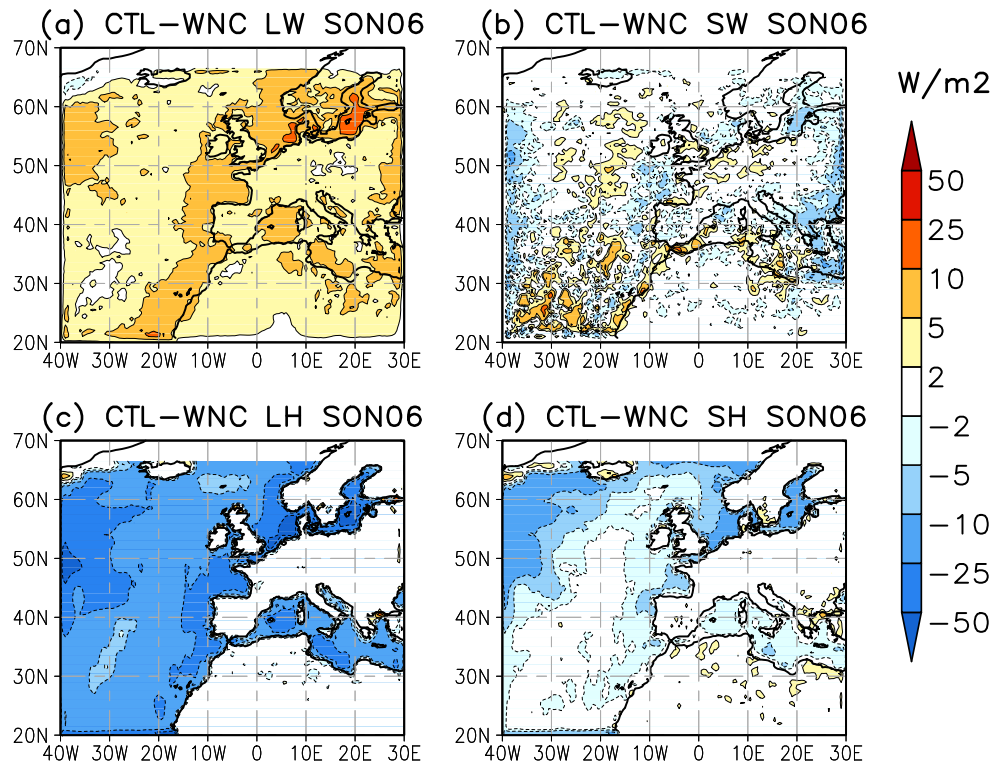 (a) CTL−WNC LW SON06
(b) CTL−WNC SW SON06
70N
60N
50N
40N
30N
20N
40W 30W 20W 10W 0 10E 20E 30E
70N
60N
50N
40N
30N
20N
40W 30W 20W 10W 0 10E 20E 30E
W/m2
50
25
10
5
2
−2
−5
−10
−25
−50
(c) CTL−WNC LH SON06
(d) CTL−WNC SH SON06
70N
60N
50N
40N
30N
20N
40W 30W 20W 10W 0 10E 20E 30E
70N
60N
50N
40N
30N
20N
40W 30W 20W 10W 0 10E 20E 30E